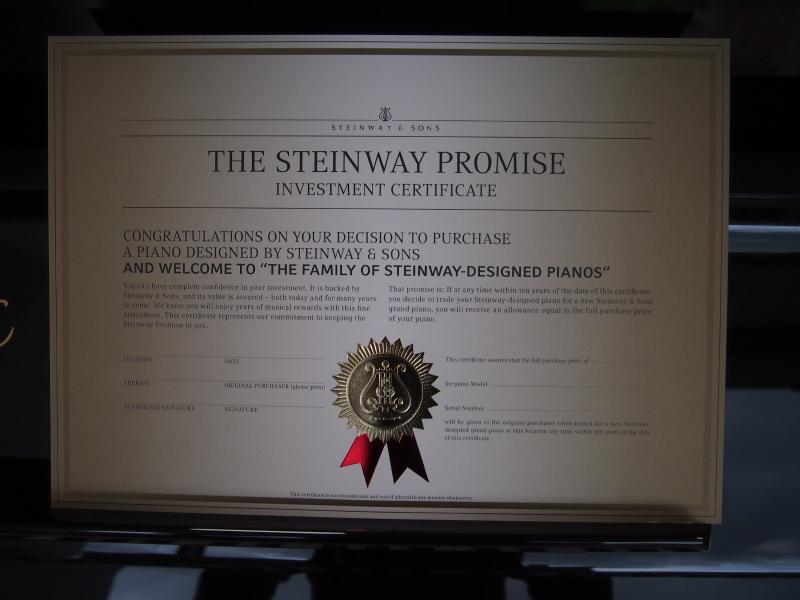 STEINWAY & SONS
THE STEINWAY PROMISE
INVESTMENT CERTIFICATE
CONGRATULATIONS ON YOUR DECISION TO PURCHASE
A PIANO DESIGNED BY STEINWAY & SONS
AND WELCOME TO “THE FAMILY OF STEINWAY-DESIGNED PIANOS”
You can have complete confidence in your investment. It is backed by
Steinway & Sons, and its value is assured – both today and for many years
to come. We know you will enjoy years of musical rewards with this fine
instrument. This certificate represents our commitment to keeping the
Steinway Promise to you.
That promise is: If at any time within ten years of the date of this certificate,
you decide to trade your Steinway-designed piano for a new Steinway & Sons
grand piano, you will receive an allowance equal to the full purchase price
of your piano.
LOCATION
DATE
ADDRESS
ORIGINAL PURCHASER (please print)
AUTHORIZED SIGNATURE
SIGNATURE
This certificate assures that the full purchase price of
for piano Model
Serial Number
will be given to the original purchaser when traded for a new Steinway-
designed grand piano at this location any time within ten years of the date
of this certificate.
This certificate is non-transferable and void if altered in any manner whatsoever.